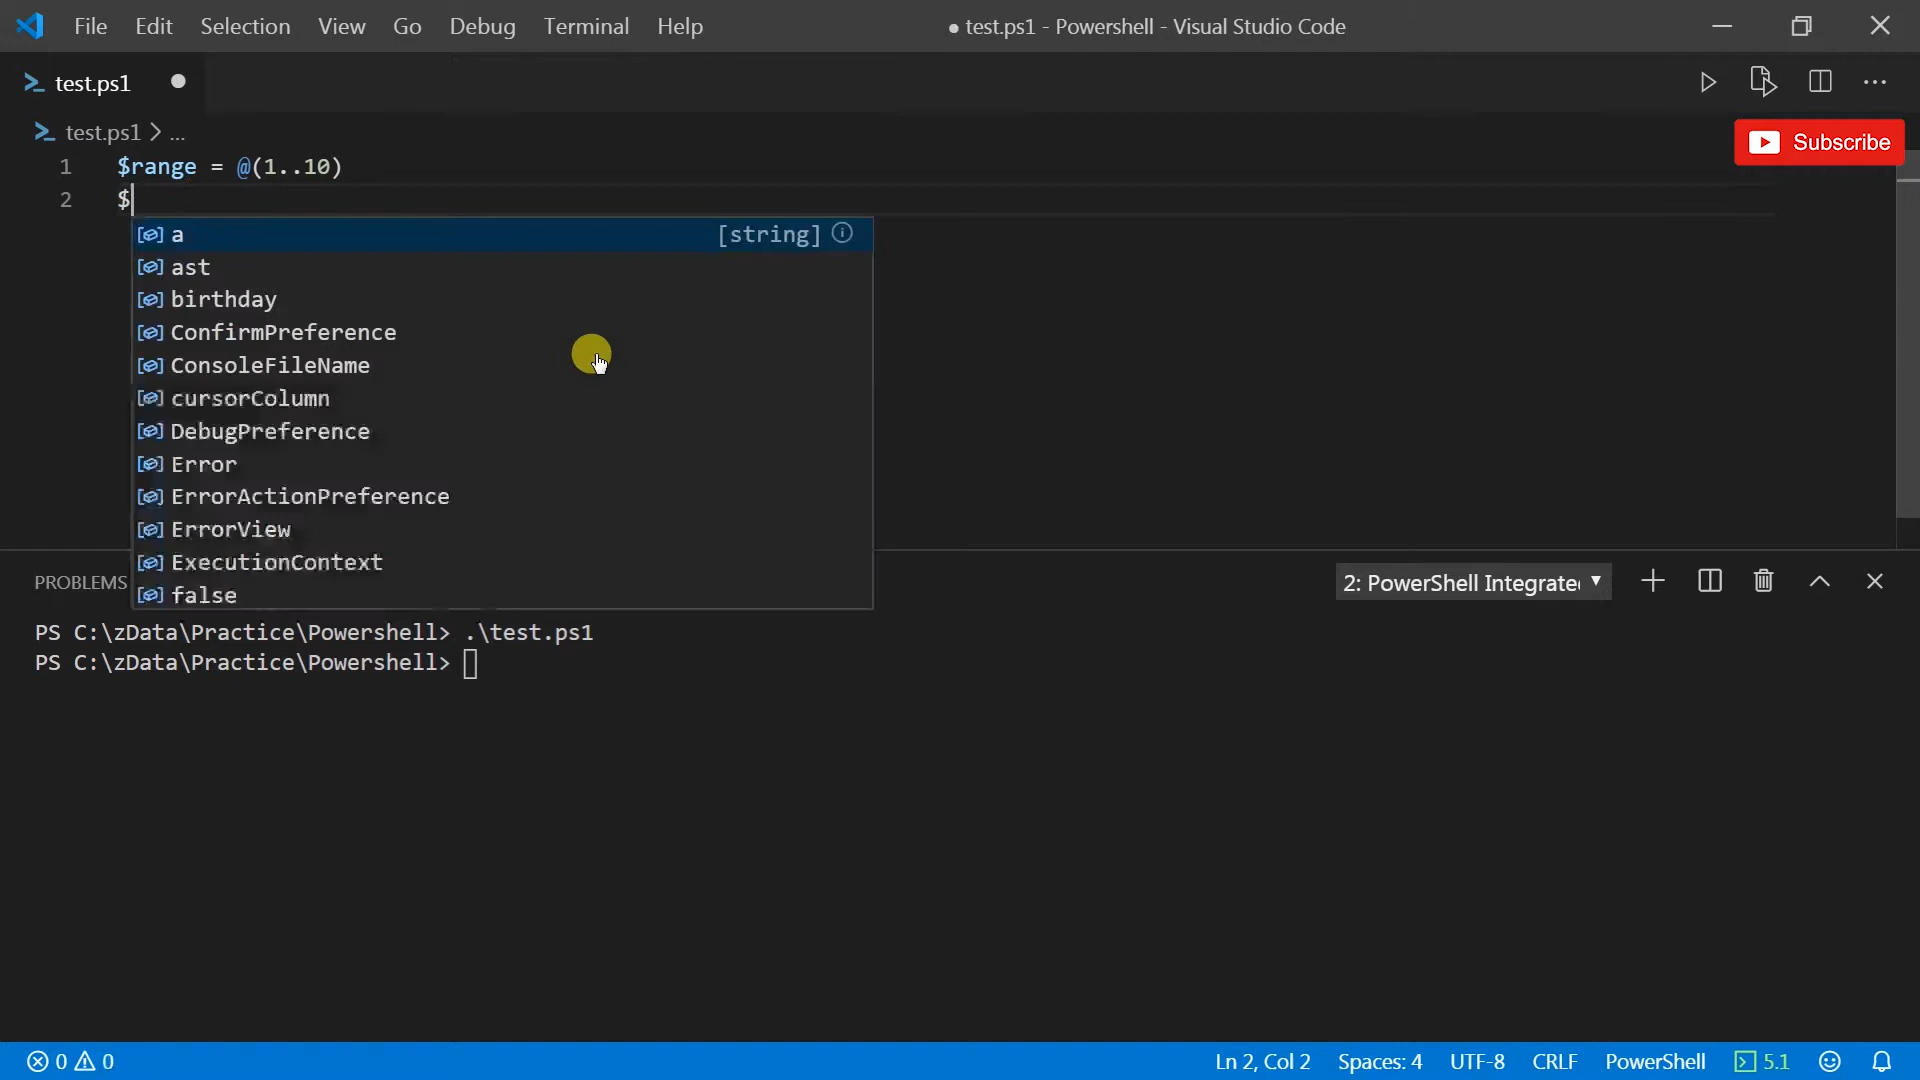 File Edit Selection View Go Debug Terminal Help
● test.ps1 - Powershell - Visual Studio Code
test.ps1
test.ps1 > ...
Subscribe
1 $range = @(1..10)
2 $
a [string]
ast
birthday
ConfirmPreference
ConsoleFileName
cursorColumn
DebugPreference
Error
ErrorActionPreference
ErrorView
ExecutionContext
false
PROBLEMS
2: PowerShell Integrate
PS C:\zData\Practice\Powershell> .\test.ps1
PS C:\zData\Practice\Powershell>
0 0
Ln 2, Col 2 Spaces: 4 UTF-8 CRLF PowerShell 5.1